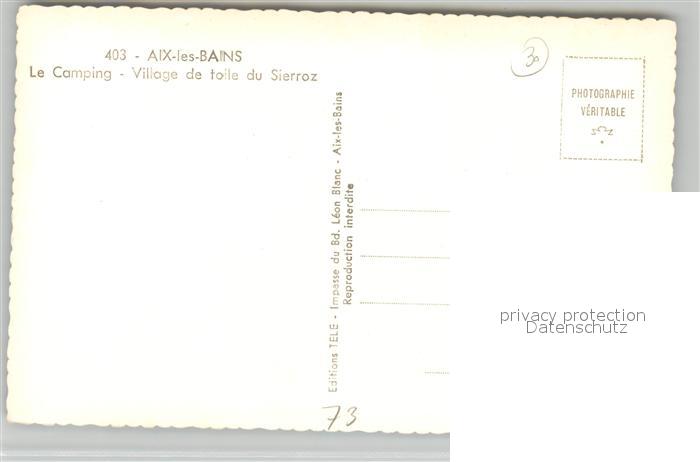 403 - AIX-les-BAINS
Le Camping - Village de toile du Sierroz
30
PHOTOGRAPHIE
VÉRITABLE
Editions TELE - Impasse du Bd. Léon Blanc - Aix-les-Bains
Reproduction interdite
privacy protection
Datenschutz
73